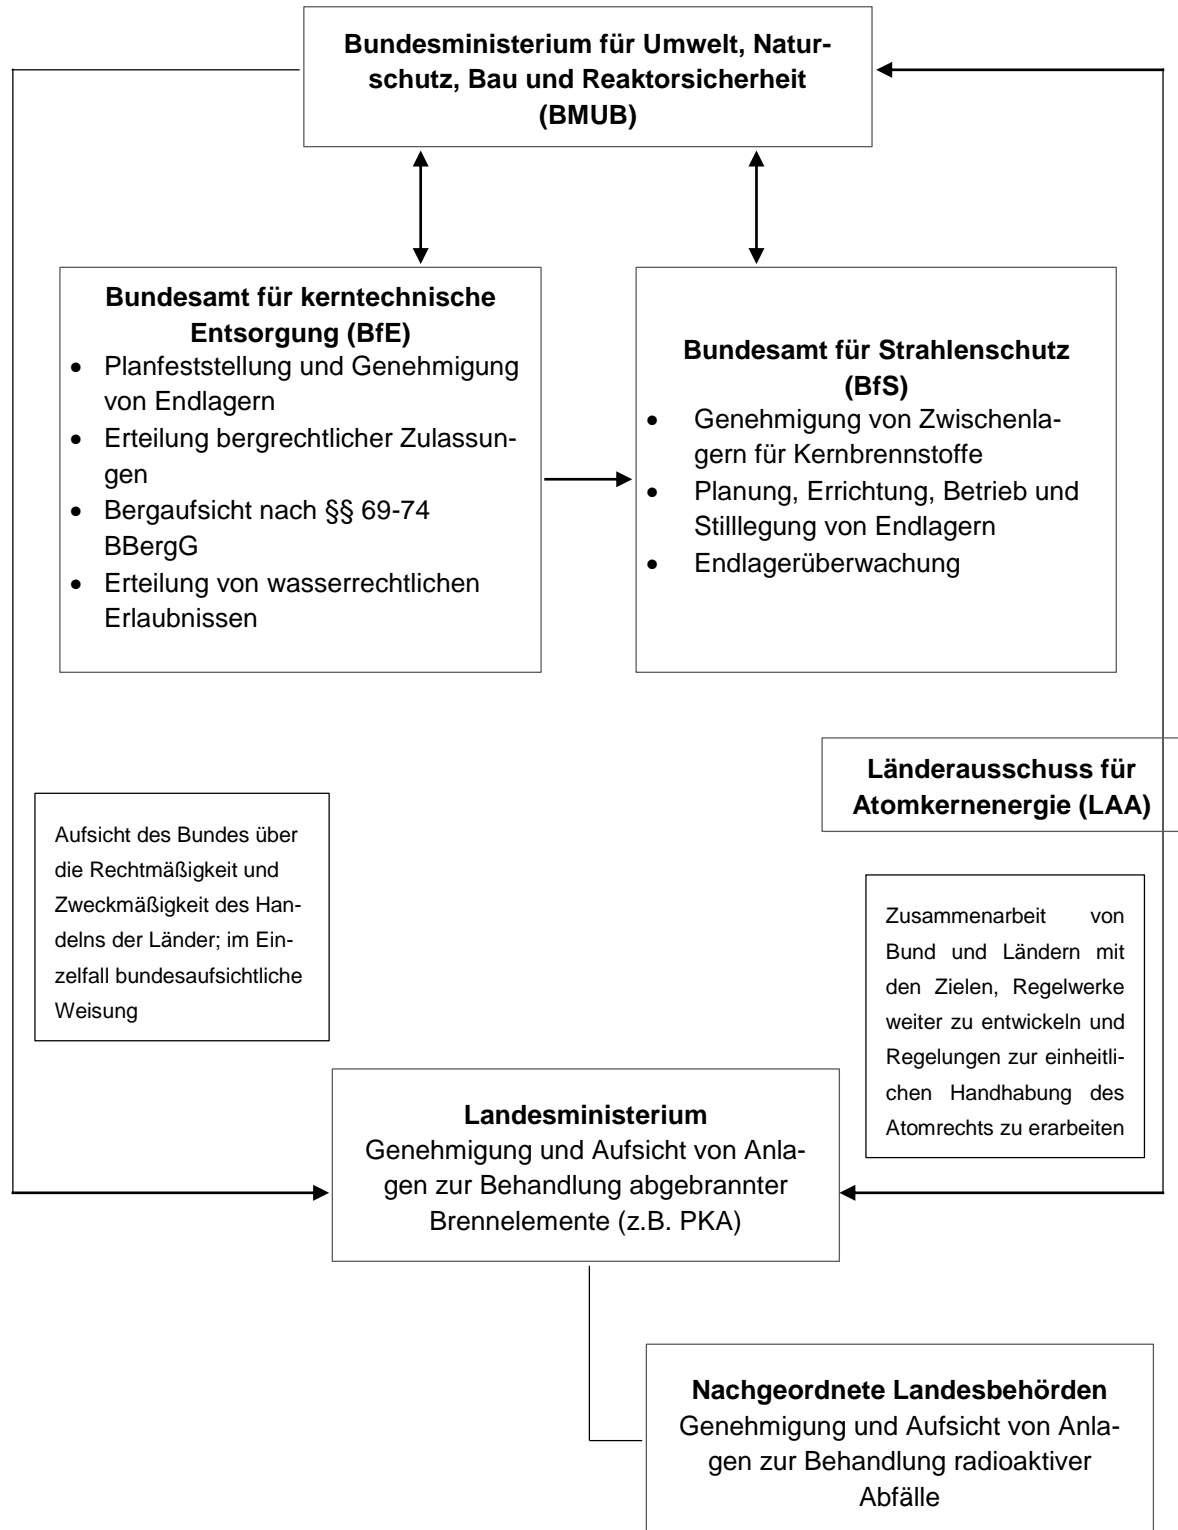 Bundesministerium für Umwelt, Natur-
schutz, Bau und Reaktorsicherheit
(BMUB)
Bundesamt für kerntechnische
Entsorgung (BfE)
• Planfeststellung und Genehmigung
von Endlagern
• Erteilung bergrechtlicher Zulassun-
gen
• Bergaufsicht nach §§ 69-74
BBergG
• Erteilung von wasserrechtlichen
Erlaubnissen
Bundesamt für Strahlenschutz
(BfS)
• Genehmigung von Zwischenla-
gern für Kernbrennstoffe
• Planung, Errichtung, Betrieb und
Stilllegung von Endlagern
• Endlagerüberwachung
Länderausschuss für
Atomkernenergie (LAA)
Aufsicht des Bundes über
die Rechtmäßigkeit und
Zweckmäßigkeit des Han-
delns der Länder; im Ein-
zelfall bundesaufsichtliche
Weisung
Zusammenarbeit von
Bund und Ländern mit
den Zielen, Regelwerke
weiter zu entwickeln und
Regelungen zur einheitli-
chen Handhabung des
Atomrechts zu erarbeiten
Landesministerium
Genehmigung und Aufsicht von Anla-
gen zur Behandlung abgebrannter
Brennelemente (z.B. PKA)
Nachgeordnete Landesbehörden
Genehmigung und Aufsicht von Anla-
gen zur Behandlung radioaktiver
Abfälle